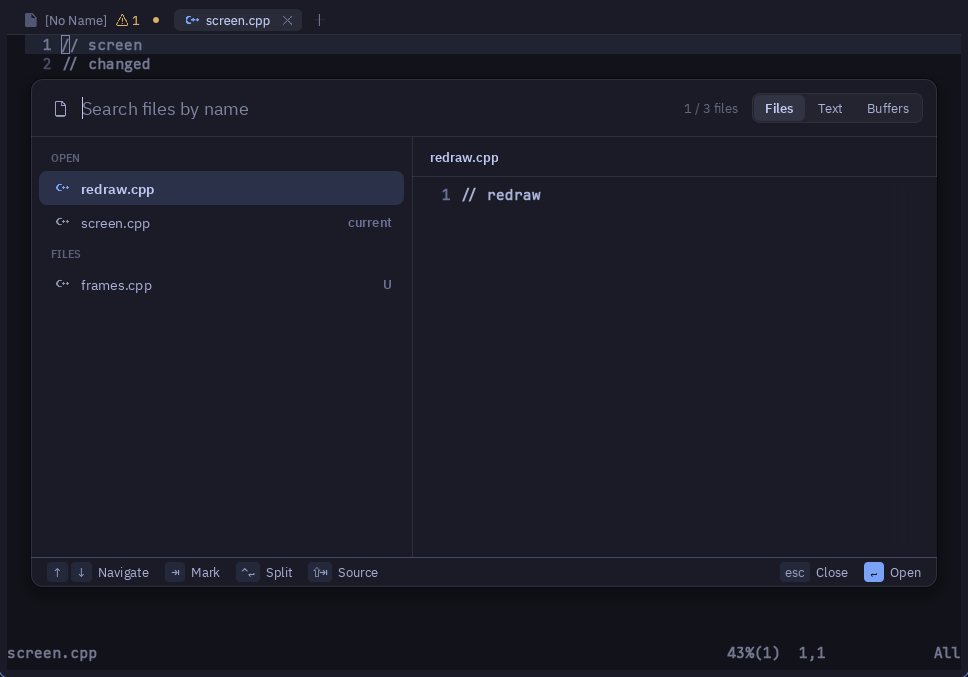 [No Name] 1 screen.cpp
1 // screen
2 // changed
Search files by name 1 / 3 files Files Text Buffers
OPEN
redraw.cpp
C++ redraw.cpp
1 // redraw
C++ screen.cpp current
FILES
C++ frames.cpp U
↑ ↓ Navigate ⇥ Mark ^↵ Split ⇧⇥ Source esc Close ↵ Open
screen.cpp 43%(1) 1,1 All